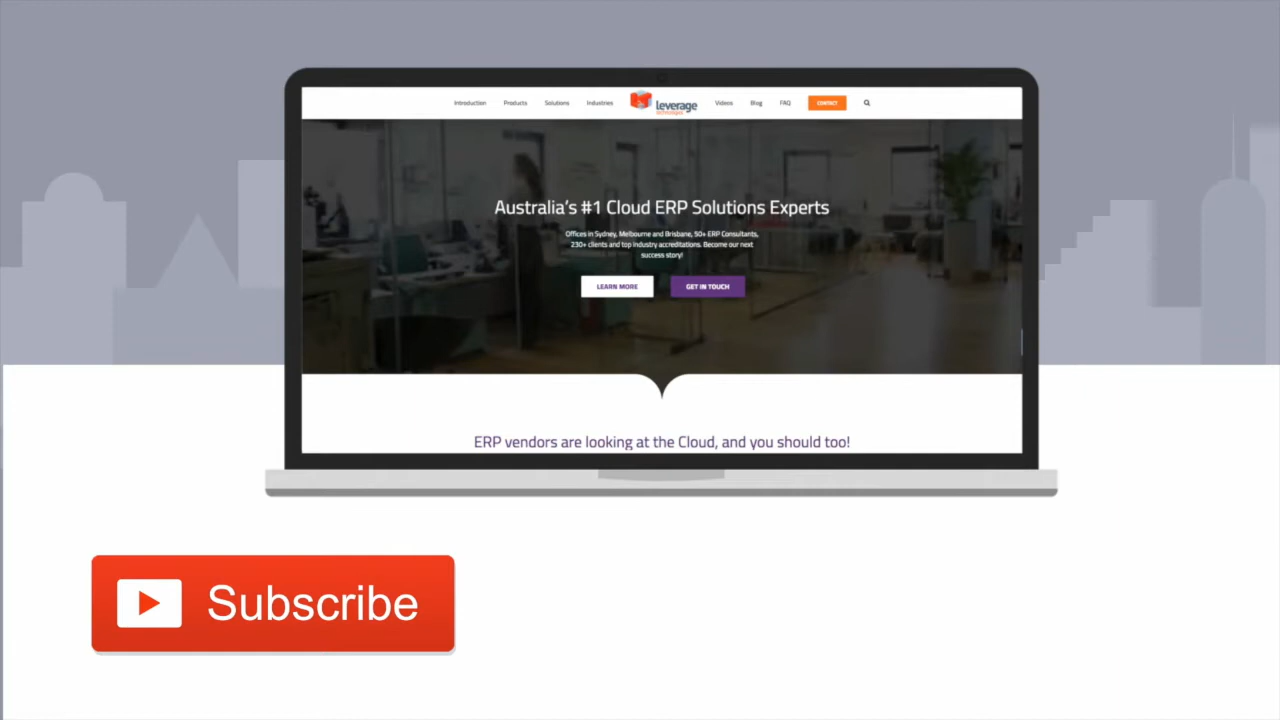 Introduction Products Solutions Industries leverage Videos Blog FAQ CONTACT
technologies
Australia's #1 Cloud ERP Solutions Experts
Offices in Sydney, Melbourne and Brisbane, 50+ ERP Consultants,
230+ clients and top industry accreditations. Become our next
success story!
LEARN MORE GET IN TOUCH
ERP vendors are looking at the Cloud, and you should too!
Subscribe